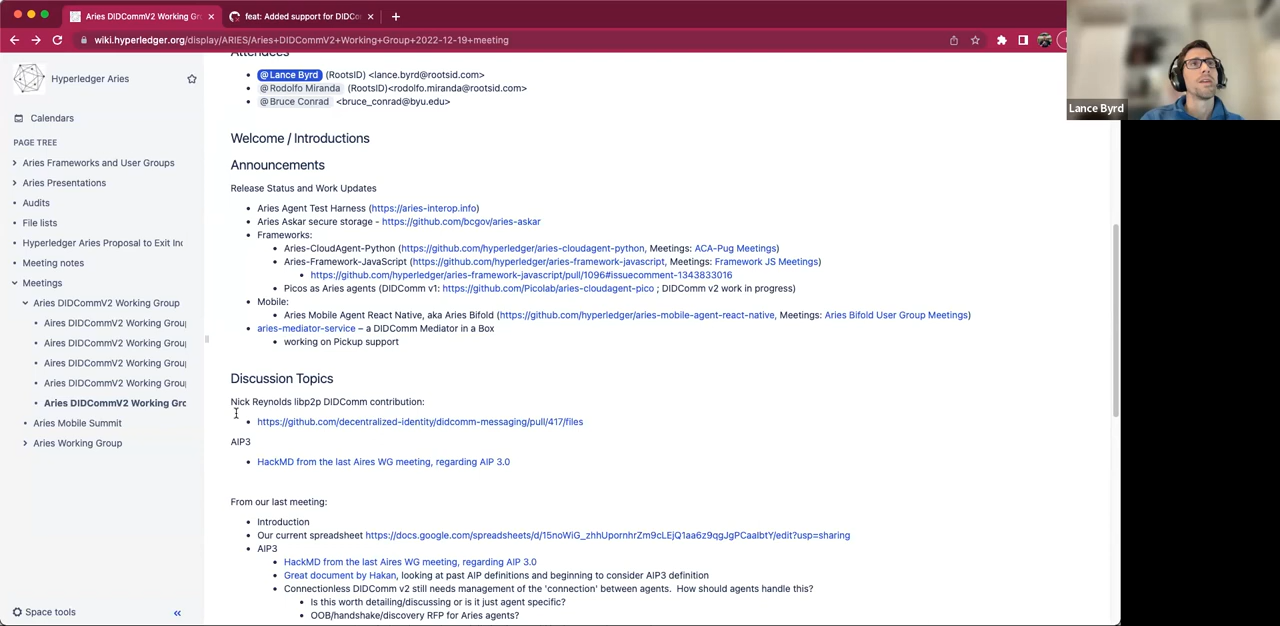 Aries DIDCommV2 Working Gr
feat: Added support for DIDCo
wiki.hyperledger.org/display/ARIES/Aries+DIDCommV2+Working+Group+2022-12-19+meeting
Hyperledger Aries
Calendars
PAGE TREE
Aries Frameworks and User Groups
Aries Presentations
Audits
File lists
Hyperledger Aries Proposal to Exit Inc
Meeting notes
Meetings
Aries DIDCommV2 Working Group
Aires DIDCommV2 Working Grou
Aries DIDCommV2 Working Grou
Aries DIDCommV2 Working Grou
Aries DIDCommV2 Working Grou
Aries DIDCommV2 Working Gro
Aries Mobile Summit
Aries Working Group
Space tools
Attendees
@Lance Byrd (RootsID) <lance.byrd@rootsid.com>
@Rodolfo Miranda (RootsID)<rodolfo.miranda@rootsid.com>
@Bruce Conrad <bruce_conrad@byu.edu>
Welcome / Introductions
Announcements
Release Status and Work Updates
Aries Agent Test Harness (https://aries-interop.info)
Aries Askar secure storage - https://github.com/bcgov/aries-askar
Frameworks:
Aries-CloudAgent-Python (https://github.com/hyperledger/aries-cloudagent-python, Meetings: ACA-Pug Meetings)
Aries-Framework-JavaScript (https://github.com/hyperledger/aries-framework-javascript, Meetings: Framework JS Meetings)
https://github.com/hyperledger/aries-framework-javascript/pull/1096#issuecomment-1343833016
Picos as Aries agents (DIDComm v1: https://github.com/Picolab/aries-cloudagent-pico ; DIDComm v2 work in progress)
Mobile:
Aries Mobile Agent React Native, aka Aries Bifold (https://github.com/hyperledger/aries-mobile-agent-react-native, Meetings: Aries Bifold User Group Meetings)
aries-mediator-service – a DIDComm Mediator in a Box
working on Pickup support
Discussion Topics
Nick Reynolds libp2p DIDComm contribution:
https://github.com/decentralized-identity/didcomm-messaging/pull/417/files
AIP3
HackMD from the last Aires WG meeting, regarding AIP 3.0
From our last meeting:
Introduction
Our current spreadsheet https://docs.google.com/spreadsheets/d/15noWiG_zhhUpornhrZm9cLEjQ1aa6z9qgJgPCaaIbtY/edit?usp=sharing
AIP3
HackMD from the last Aires WG meeting, regarding AIP 3.0
Great document by Hakan, looking at past AIP definitions and beginning to consider AIP3 definition
Connectionless DIDComm v2 still needs management of the 'connection' between agents. How should agents handle this?
Is this worth detailing/discussing or is it just agent specific?
OOB/handshake/discovery RFP for Aries agents?
Lance Byrd